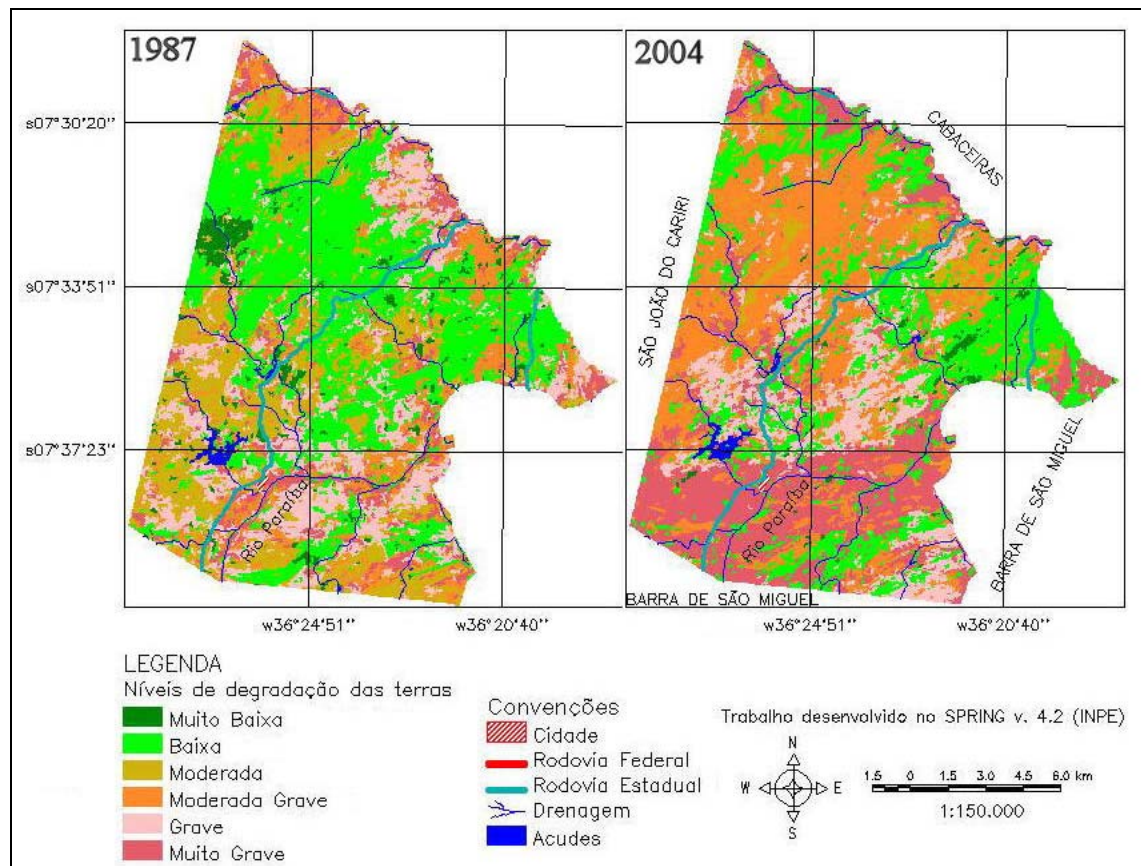 1987
2004
s07°30'20''
s07°33'51''
s07°37'23''
CABACEIRAS
SÃO JOÃO DO CARIRI
Rio Paraíba
Rio Paraíba
BARRA DE SÃO MIGUEL
BARRA DE SÃO MIGUEL
w36°24'51''
w36°20'40''
w36°24'51''
w36°20'40''
LEGENDA
Níveis de degradação das terras
Muito Baixa
Baixa
Moderada
Moderada Grave
Grave
Muito Grave
Convenções
Cidade
Rodovia Federal
Rodovia Estadual
Drenagem
Acudes
Trabalho desenvolvido no SPRING v. 4.2 (INPE)
N
W E
S
1.5 0 1.5 3.0 4.5 6.0 km
1:150.000